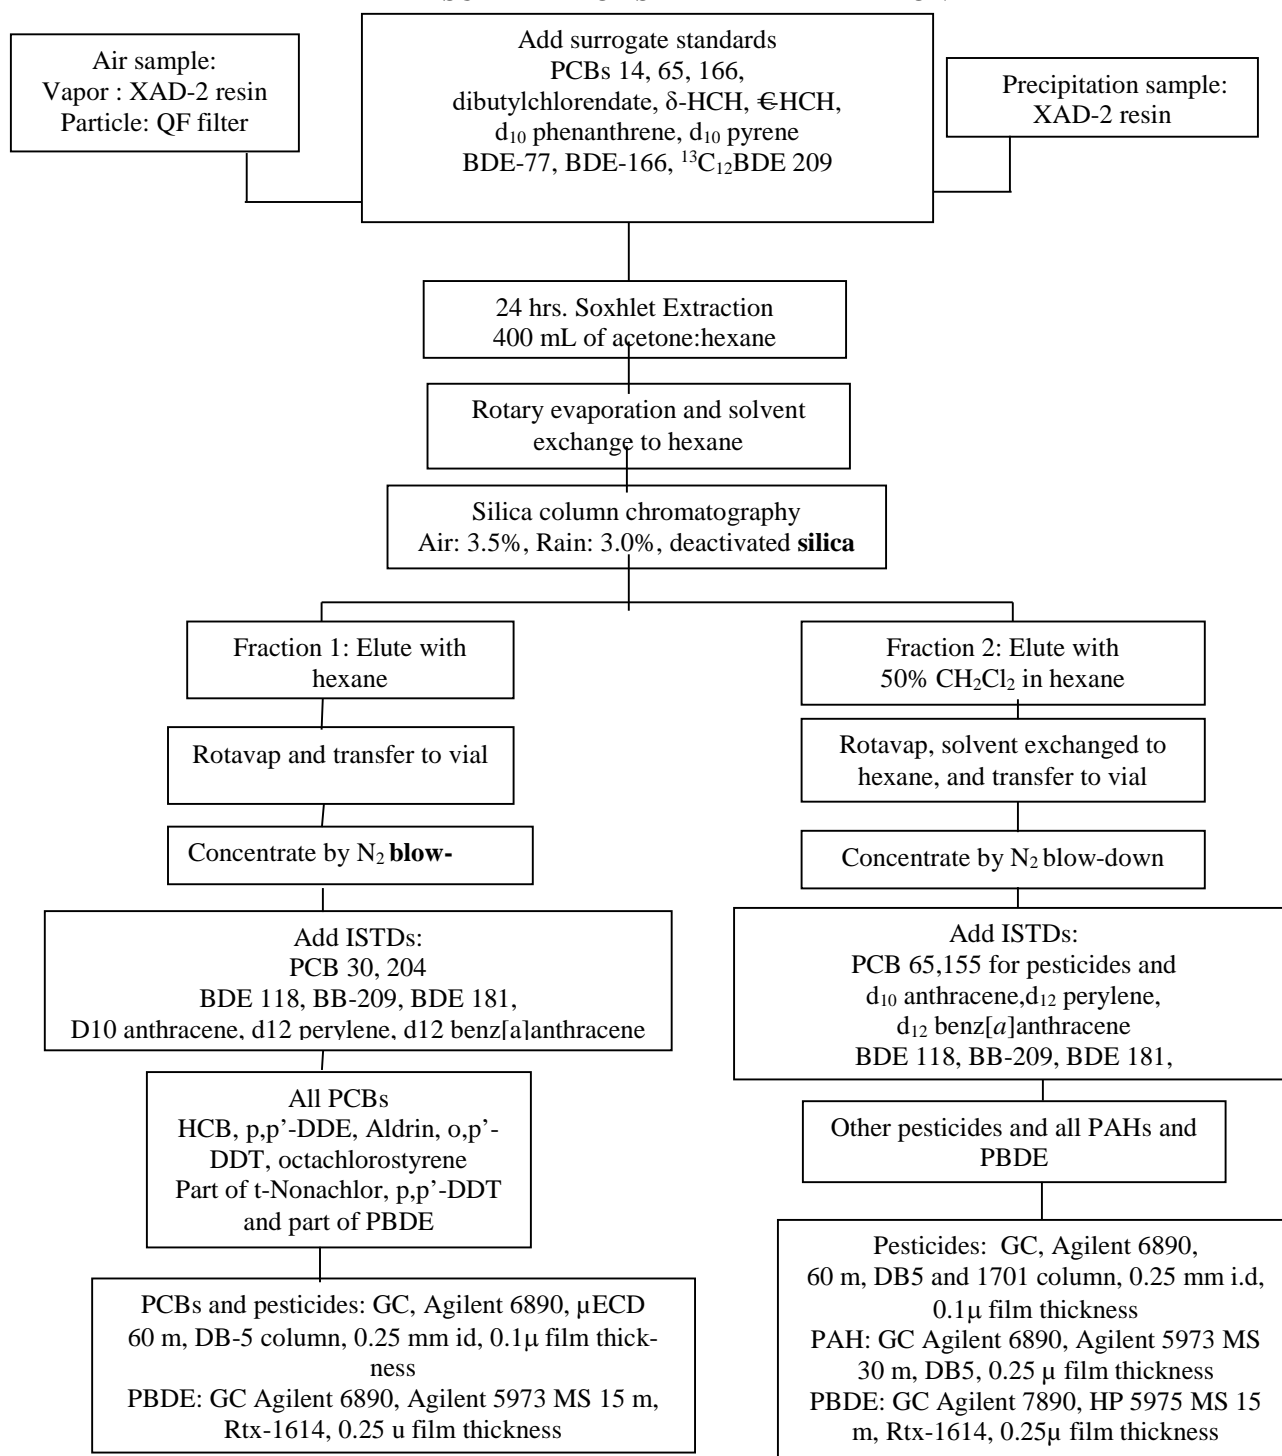 Air sample:
Vapor : XAD-2 resin
Particle: QF filter
Add surrogate standards
PCBs 14, 65, 166,
dibutylchlorendate, δ-HCH, €-HCH,
d₁₀ phenanthrene, d₁₀ pyrene
BDE-77, BDE-166, ¹³C₁₂BDE 209
Precipitation sample:
XAD-2 resin
24 hrs. Soxhlet Extraction
400 mL of acetone:hexane
Rotary evaporation and solvent
exchange to hexane
Silica column chromatography
Air: 3.5%, Rain: 3.0%, deactivated silica
Fraction 1: Elute with
hexane
Rotavap and transfer to vial
Concentrate by N₂ blow-
Add ISTDs:
PCB 30, 204
BDE 118, BB-209, BDE 181,
D10 anthracene, d12 perylene, d12 benz[a]anthracene
All PCBs
HCB, p,p’-DDE, Aldrin, o,p’-
DDT, octachlorostyrene
Part of t-Nonachlor, p,p’-DDT
and part of PBDE
PCBs and pesticides: GC, Agilent 6890, µECD
60 m, DB-5 column, 0.25 mm id, 0.1µ film thick-
ness
PBDE: GC Agilent 6890, Agilent 5973 MS 15 m,
Rtx-1614, 0.25 u film thickness
Fraction 2: Elute with
50% CH₂Cl₂ in hexane
Rotavap, solvent exchanged to
hexane, and transfer to vial
Concentrate by N₂ blow-down
Add ISTDs:
PCB 65,155 for pesticides and
d₁₀ anthracene,d₁₂ perylene,
d₁₂ benz[a]anthracene
BDE 118, BB-209, BDE 181,
Other pesticides and all PAHs and
PBDE
Pesticides:  GC, Agilent 6890,
60 m, DB5 and 1701 column, 0.25 mm i.d,
0.1µ film thickness
PAH: GC Agilent 6890, Agilent 5973 MS
30 m, DB5, 0.25 µ film thickness
PBDE: GC Agilent 7890, HP 5975 MS 15
m, Rtx-1614, 0.25µ film thickness